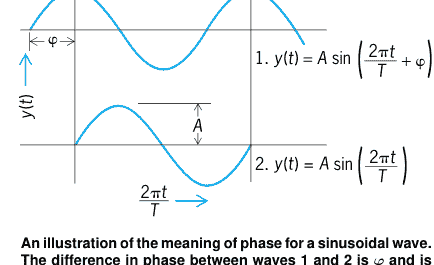 φ
1. y(t) = A sin (2πt/T + φ)
y(t)
A
2. y(t) = A sin (2πt/T)
2πt/T
An illustration of the meaning of phase for a sinusoidal wave.
The difference in phase between waves 1 and 2 is φ and is